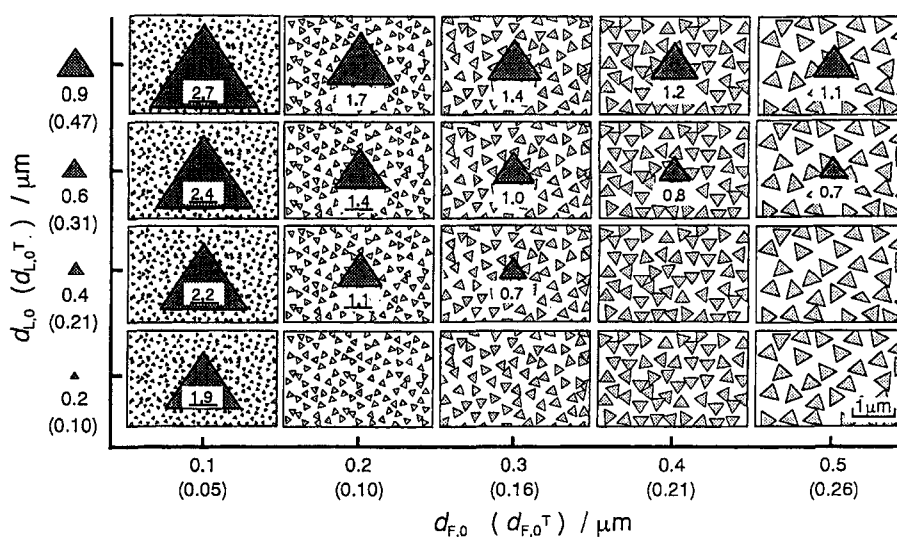 2.7 1.7 1.4 1.2 1.1
0.9
(0.47)
2.4 1.4 1.0 0.8 0.7
0.6
(0.31)
2.2 1.1 0.7
0.4
(0.21)
1.9
0.2
(0.10)
1μm
d_L,0 (d_L,0^T) / μm
0.1 0.2 0.3 0.4 0.5
(0.05) (0.10) (0.16) (0.21) (0.26)
d_F,0 (d_F,0^T) / μm